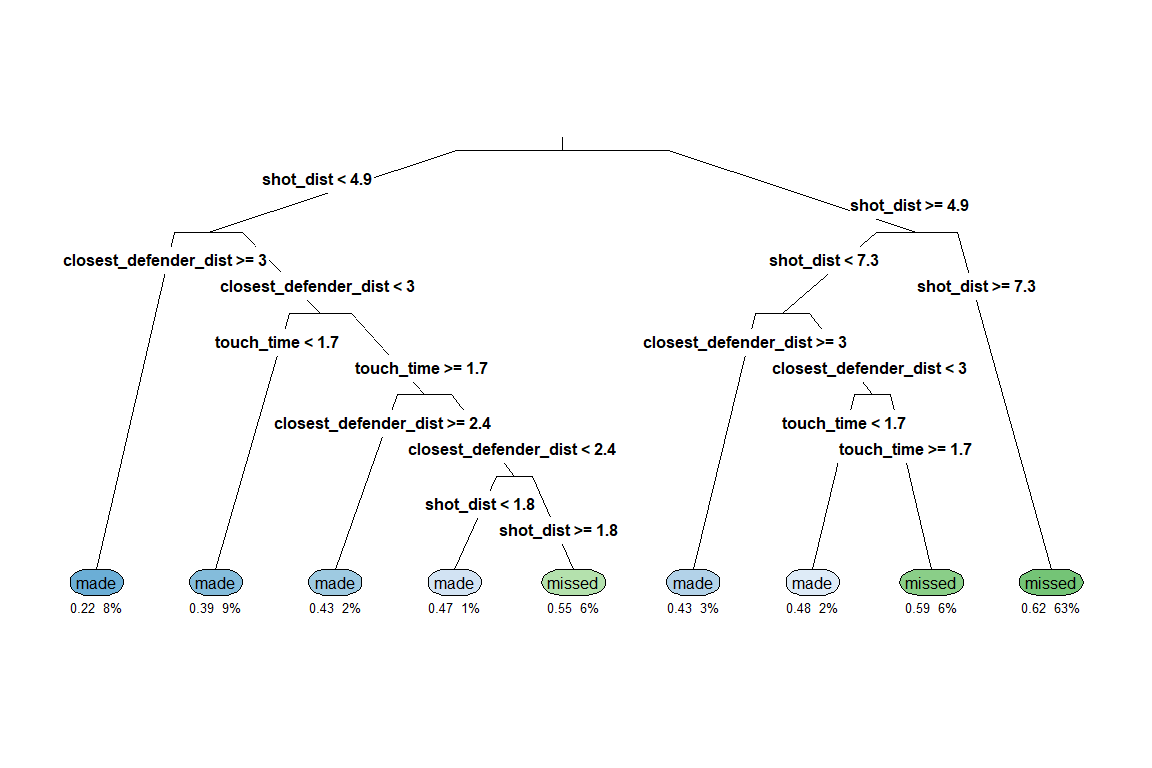 shot_dist < 4.9
shot_dist >= 4.9
closest_defender_dist >= 3
shot_dist < 7.3
closest_defender_dist < 3
shot_dist >= 7.3
touch_time < 1.7
closest_defender_dist >= 3
touch_time >= 1.7
closest_defender_dist < 3
closest_defender_dist >= 2.4
touch_time < 1.7
closest_defender_dist < 2.4
touch_time >= 1.7
shot_dist < 1.8
shot_dist >= 1.8
made made made made missed made made missed missed
0.22 8% 0.39 9% 0.43 2% 0.47 1% 0.55 6% 0.43 3% 0.48 2% 0.59 6% 0.62 63%